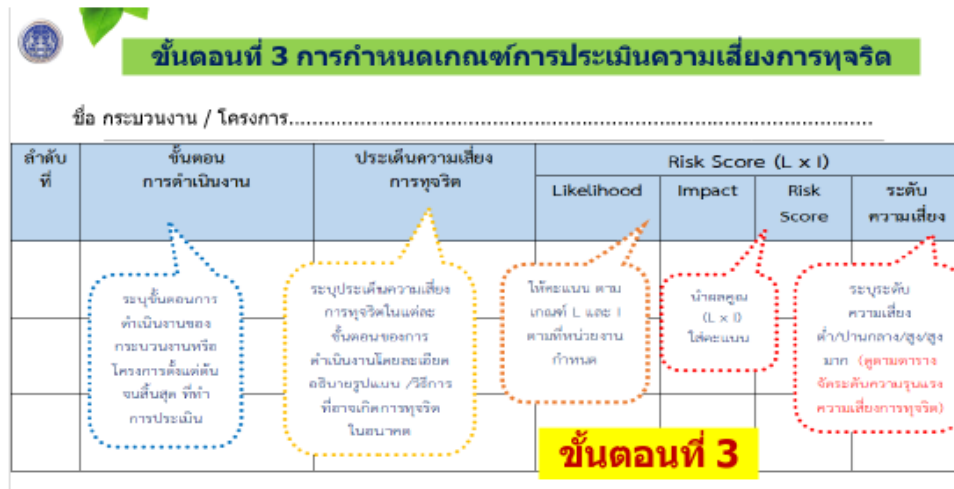 ขั้นตอนที่ 3 การกำหนดเกณฑ์การประเมินความเสี่ยงการทุจริต
ชื่อ กระบวนงาน / โครงการ.......................................................................................................
ลำดับ
ที่
ขั้นตอน
การดำเนินงาน
ประเด็นความเสี่ยง
การทุจริต
Risk Score (L x I)
Likelihood
Impact
Risk
Score
ระดับ
ความเสี่ยง
ระบุขั้นตอนการ
ดำเนินงานของ
กระบวนงานหรือ
โครงการตั้งแต่ต้น
จนสิ้นสุด ที่ทำ
การประเมิน
ระบุประเด็นความเสี่ยง
การทุจริตในแต่ละ
ขั้นตอนของการ
ดำเนินงานโดยละเอียด
อธิบายรูปแบบ /วิธีการ
ที่อาจเกิดการทุจริต
ในอนาคต
ให้คะแนน ตาม
เกณฑ์ L และ I
ตามที่หน่วยงาน
กำหนด
นำผลคูณ
(L x I)
ใส่คะแนน
ระบุระดับ
ความเสี่ยง
ต่ำ/ปานกลาง/สูง/สูง
มาก (ดูตามตาราง
จัดระดับความรุนแรง
ความเสี่ยงการทุจริต)
ขั้นตอนที่ 3